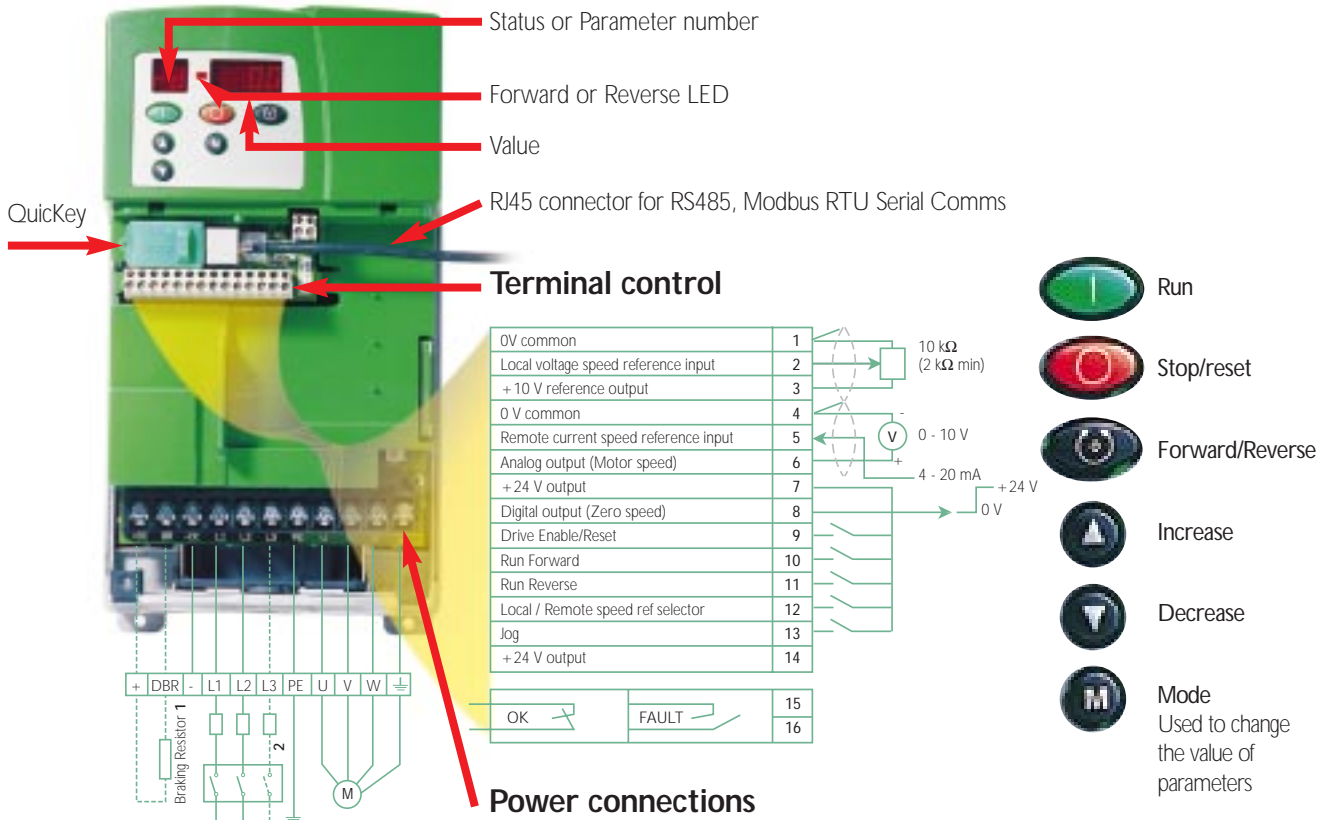 Status or Parameter number
Forward or Reverse LED
Value
RJ45 connector for RS485, Modbus RTU Serial Comms
QuicKey
Terminal control
0V common 1
Local voltage speed reference input 2
+10 V reference output 3
0 V common 4
Remote current speed reference input 5
Analog output (Motor speed) 6
+24 V output 7
Digital output (Zero speed) 8
Drive Enable/Reset 9
Run Forward 10
Run Reverse 11
Local / Remote speed ref selector 12
Jog 13
+24 V output 14
OK FAULT 15
16
10 kΩ
(2 kΩ min)
-
V 0 - 10 V
+
4 - 20 mA
+24 V
0 V
Run
Stop/reset
Forward/Reverse
Increase
Decrease
M Mode
Used to change
the value of
parameters
+ DBR - L1 L2 L3 PE U V W
Braking Resistor 1
2
M
Power connections